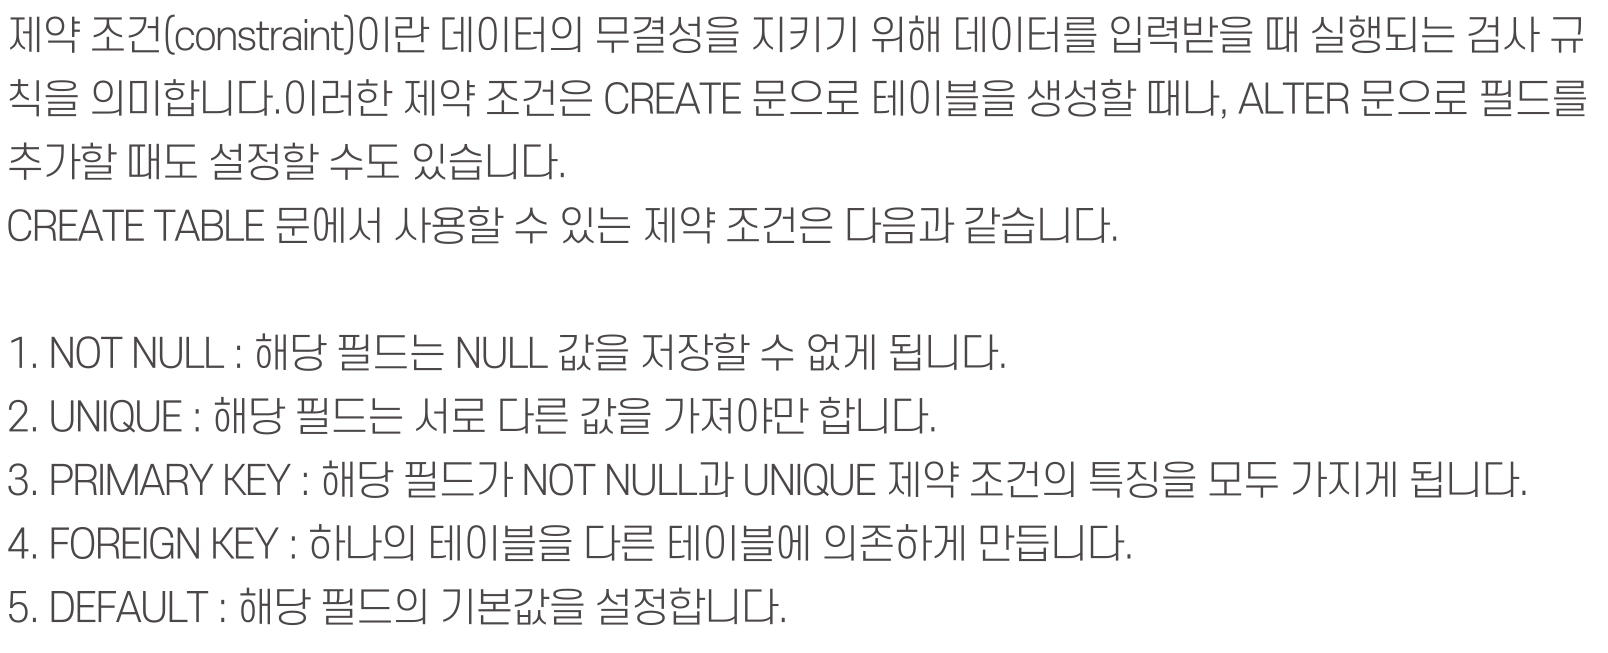 제약 조건(constraint)이란 데이터의 무결성을 지키기 위해 데이터를 입력받을 때 실행되는 검사 규
칙을 의미합니다.이러한 제약 조건은 CREATE 문으로 테이블을 생성할 때나, ALTER 문으로 필드를
추가할 때도 설정할 수도 있습니다.
CREATE TABLE 문에서 사용할 수 있는 제약 조건은 다음과 같습니다.
1. NOT NULL : 해당 필드는 NULL 값을 저장할 수 없게 됩니다.
2. UNIQUE : 해당 필드는 서로 다른 값을 가져야만 합니다.
3. PRIMARY KEY : 해당 필드가 NOT NULL과 UNIQUE 제약 조건의 특징을 모두 가지게 됩니다.
4. FOREIGN KEY : 하나의 테이블을 다른 테이블에 의존하게 만듭니다.
5. DEFAULT : 해당 필드의 기본값을 설정합니다.